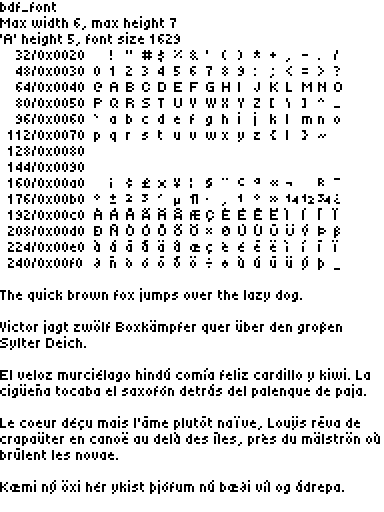 bdf_font
Max width 6, max height 7
'A' height 5, font size 1629
32/0x0020 ! " # $ % & ' ( ) * + , - . /
48/0x0030 0 1 2 3 4 5 6 7 8 9 : ; < = > ?
64/0x0040 @ A B C D E F G H I J K L M N O
80/0x0050 P Q R S T U V W X Y Z [ \ ] ^ _
96/0x0060 ` a b c d e f g h i j k l m n o
112/0x0070 p q r s t u v w x y z { | } ~
128/0x0080
144/0x0090
160/0x00a0 ¡ ¢ £ ¤ ¥ ¦ § ¨ © ª « ¬ ® ¯
176/0x00b0 ° ± ² ³ ´ µ ¶ · ¸ ¹ º » ¼ ½ ¾ ¿
192/0x00c0 À Á Â Ã Ä Å Æ Ç È É Ê Ë Ì Í Î Ï
208/0x00d0 Ð Ñ Ò Ó Ô Õ Ö × Ø Ù Ú Û Ü Ý Þ ß
224/0x00e0 à á â ã ä å æ ç è é ê ë ì í î ï
240/0x00f0 ð ñ ò ó ô õ ö ÷ ø ù ú û ü ý þ _
The quick brown fox jumps over the lazy dog.
Victor jagt zwölf Boxkämpfer quer über den großen
Sylter Deich.
El veloz murciélago hindú comía feliz cardillo y kiwi. La
cigüeña tocaba el saxofón detrás del palenque de paja.
Le coeur déçu mais l'âme plutôt naïve, Louÿs rêva de
crapaüter en canoë au delà des îles, près du mälström où
brûlent les novae.
Kæmi ný öxi hér ykist þjófum nú bæði víl og ádrepa.